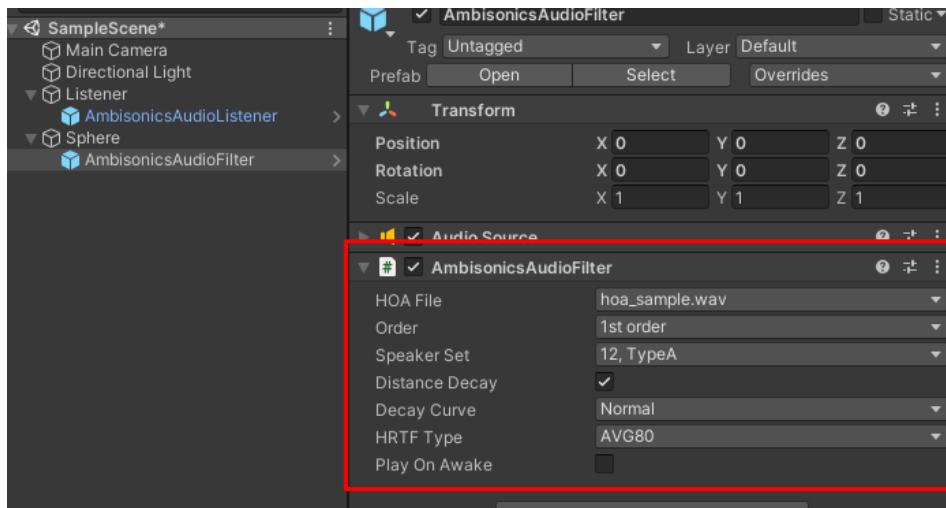 SampleScene*
Main Camera
Directional Light
Listener
AmbisonicsAudioListener
Sphere
AmbisonicsAudioFilter
AmbisonicsAudioFilter Static
Tag Untagged Layer Default
Prefab Open Select Overrides
Transform
Position X 0 Y 0 Z 0
Rotation X 0 Y 0 Z 0
Scale X 1 Y 1 Z 1
Audio Source
# AmbisonicsAudioFilter
HOA File hoa_sample.wav
Order 1st order
Speaker Set 12, TypeA
Distance Decay
Decay Curve Normal
HRTF Type AVG80
Play On Awake